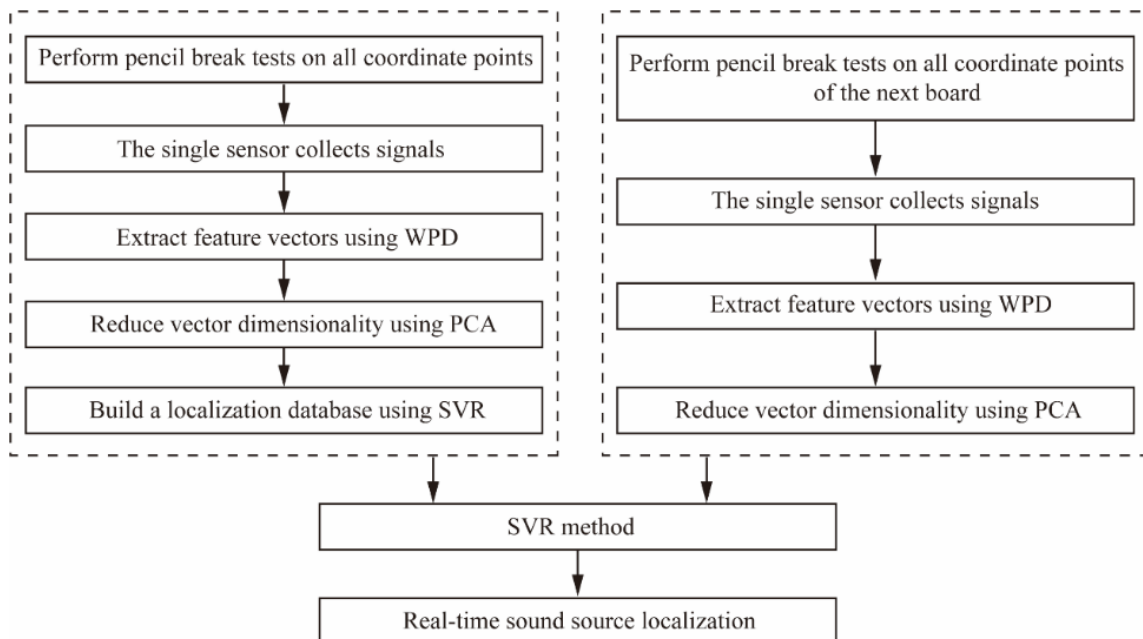 Perform pencil break tests on all coordinate points
The single sensor collects signals
Extract feature vectors using WPD
Reduce vector dimensionality using PCA
Build a localization database using SVR
Perform pencil break tests on all coordinate points
of the next board
The single sensor collects signals
Extract feature vectors using WPD
Reduce vector dimensionality using PCA
SVR method
Real-time sound source localization